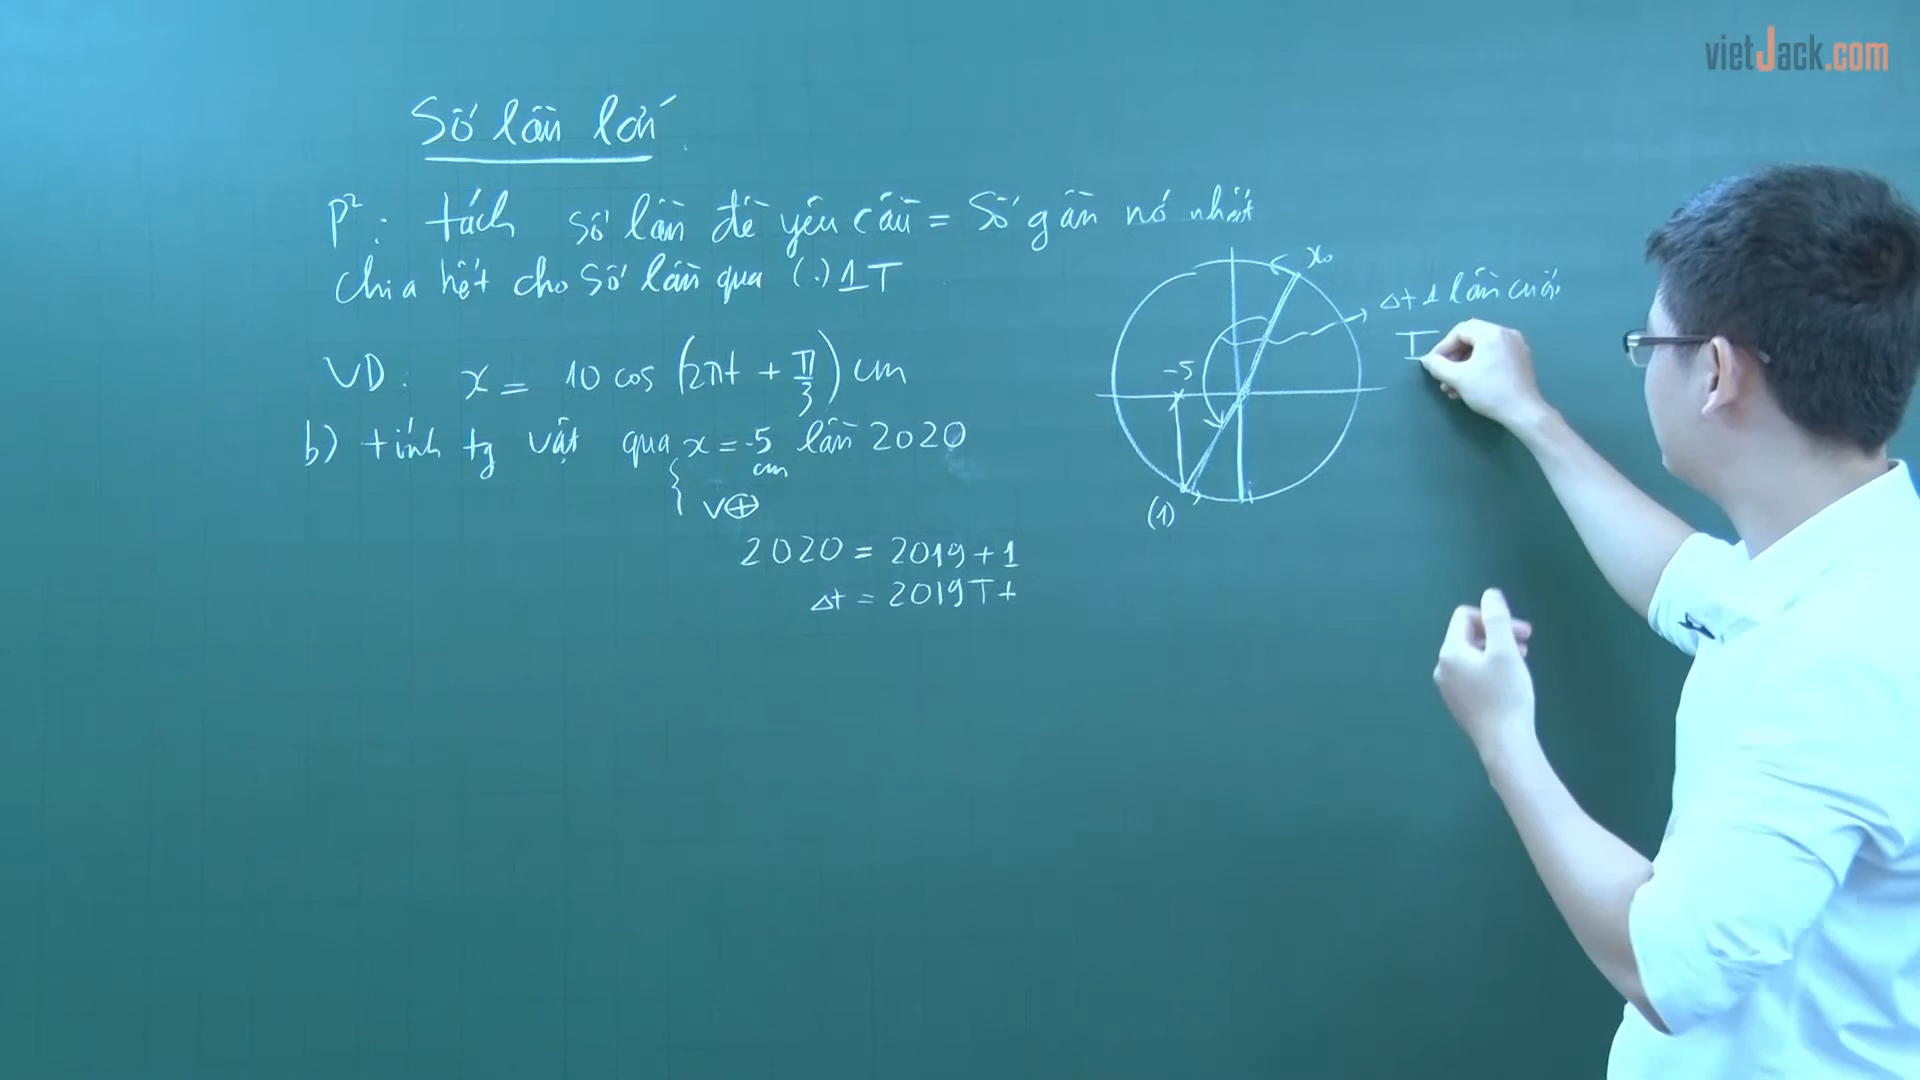 vietJack.com
Số lần lớn
P²: tách số lần đề yêu cầu = Số gần nó nhất
chia hết cho số lần qua (.) 1T
VD: x = 10 cos (2πt + π/3) cm
b) tính tg vật qua x = -5 lần 2020
cm
v⊕
2020 = 2019 + 1
Δt = 2019T +
x₀
Δt 1 lần cuối
T
-5
(1)